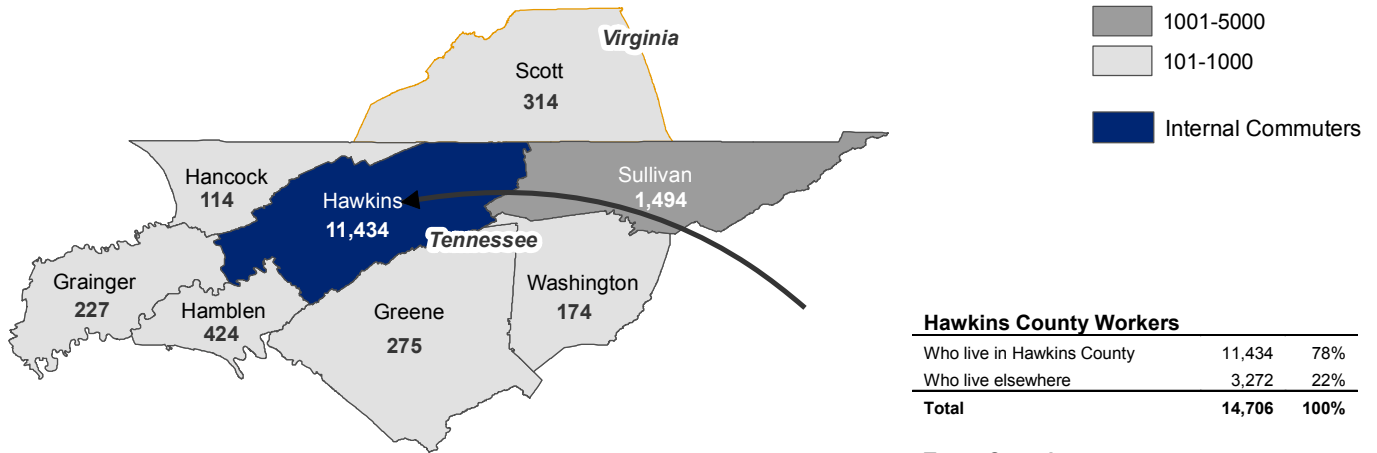 1001-5000
101-1000
Internal Commuters
Virginia
Scott
314
Hancock
114
Hawkins
11,434
Sullivan
1,494
Tennessee
Grainger
227
Hamblen
424
Greene
275
Washington
174
Hawkins County Workers
Who live in Hawkins County 11,434 78%
Who live elsewhere 3,272 22%
Total 14,706 100%